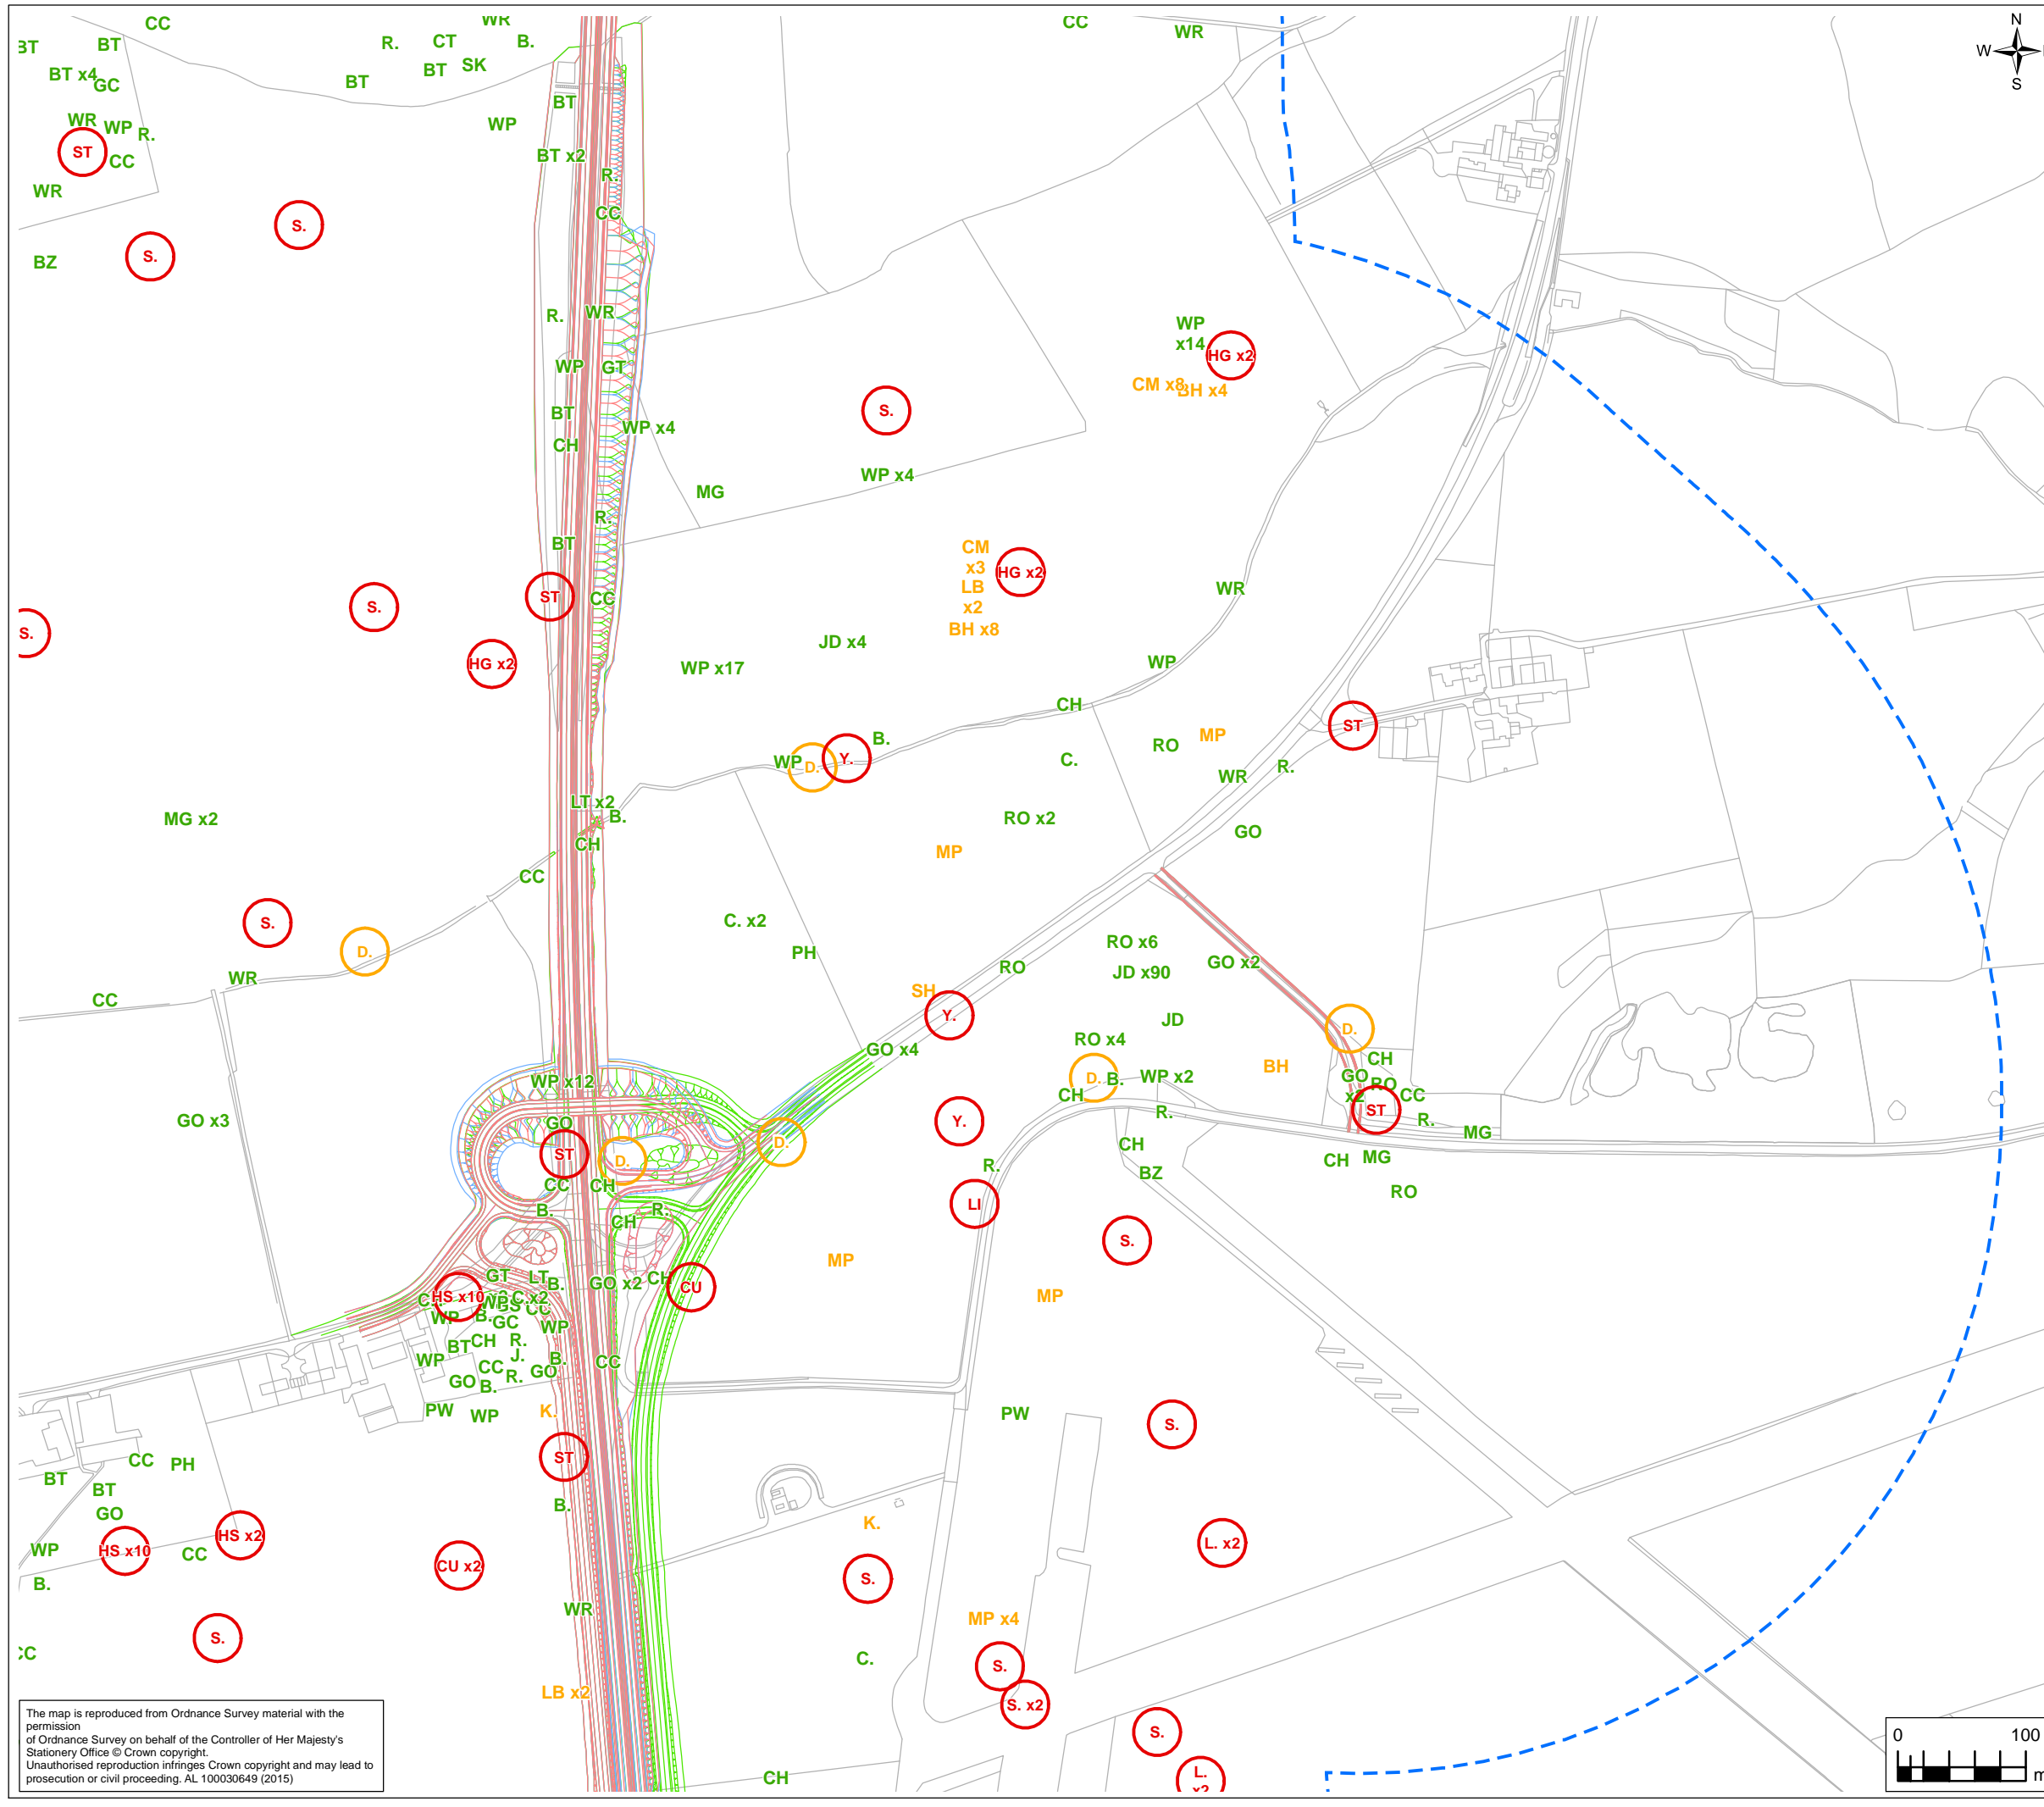 CC
WR
CC
WR
N
W
S
BT
BT
R.
CT
B.
BT x4
GC
BT
BT
SK
BT
WR
WP
R.
WP
ST
CC
BT x2
WR
R.
CC
S.
S.
BZ
R.
WR
WP
x14
HG x2
WP
GT
CM x8
BH x4
BT
S.
WP x4
CH
WP x4
MG
R.
BT
CM
x3
LB
x2
BH x8
HG x2
ST
CC
WR
S.
S.
HG x2
JD x4
WP x17
WP
CH
ST
MP
RO
B.
C.
WP
D.
Y.
WR
R.
LT x2
B.
MG x2
RO x2
GO
CH
MP
CC
S.
C. x2
D.
PH
RO x6
GO x2
RO
JD x90
WR
CC
SH
Y.
JD
D.
RO x4
GO x4
CH
BH
WP x12
D.
B.
WP x2
GO
x2
RO
CH
CC
ST
R.
R.
GO x3
GO
Y.
MG
D.
CH
ST
D.
CH
MG
R.
BZ
CC
CH
RO
LI
B.
R.
CH
S.
MP
GT
LT
B.
GO x2
CH
CU
MP
HS x10
C. x2
CC
WP
B.
GC
WP
BT
CH
R.
WP
J.
B.
CC
CC
R.
GO
GO
B.
PW
WP
K.
PW
S.
ST
CC
PH
BT
BT
GO
B.
K.
HS x2
WP
HS x10
CC
L. x2
CU x2
S.
B.
WR
MP x4
S.
CC
C.
S.
LB x2
S. x2
S.
The map is reproduced from Ordnance Survey material with the
permission
of Ordnance Survey on behalf of the Controller of Her Majesty's
Stationery Office © Crown copyright.
Unauthorised reproduction infringes Crown copyright and may lead to
prosecution or civil proceeding. AL 100030649 (2015)
CH
L.
x2
0 100
m